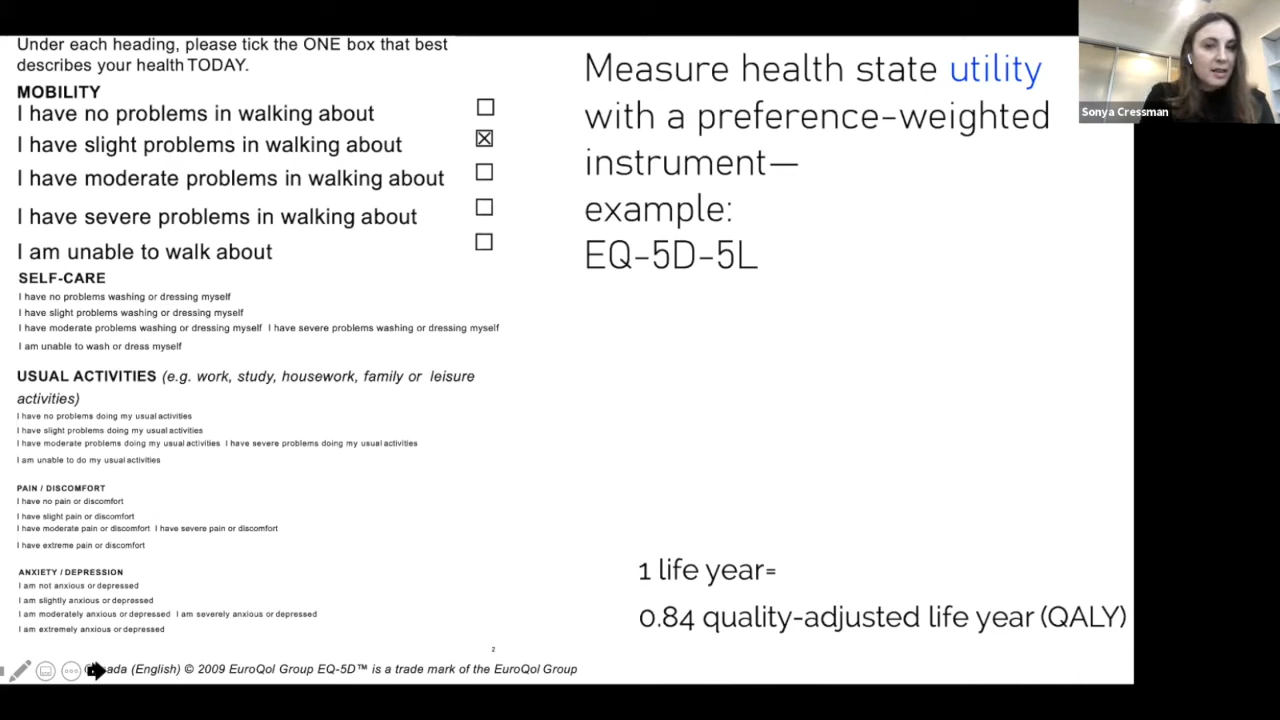 Under each heading, please tick the ONE box that best
describes your health TODAY.
MOBILITY
I have no problems in walking about
I have slight problems in walking about
I have moderate problems in walking about
I have severe problems in walking about
I am unable to walk about
SELF-CARE
I have no problems washing or dressing myself
I have slight problems washing or dressing myself
I have moderate problems washing or dressing myself I have severe problems washing or dressing myself
I am unable to wash or dress myself
USUAL ACTIVITIES (e.g. work, study, housework, family or leisure
activities)
I have no problems doing my usual activities
I have slight problems doing my usual activities
I have moderate problems doing my usual activities I have severe problems doing my usual activities
I am unable to do my usual activities
PAIN / DISCOMFORT
I have no pain or discomfort
I have slight pain or discomfort
I have moderate pain or discomfort I have severe pain or discomfort
I have extreme pain or discomfort
ANXIETY / DEPRESSION
I am not anxious or depressed
I am slightly anxious or depressed
I am moderately anxious or depressed I am severely anxious or depressed
I am extremely anxious or depressed
2
(English) © 2009 EuroQol Group EQ-5D™ is a trade mark of the EuroQol Group
Measure health state utility
with a preference-weighted
instrument—
example:
EQ-5D-5L
1 life year=
0.84 quality-adjusted life year (QALY)
Sonya Cressman